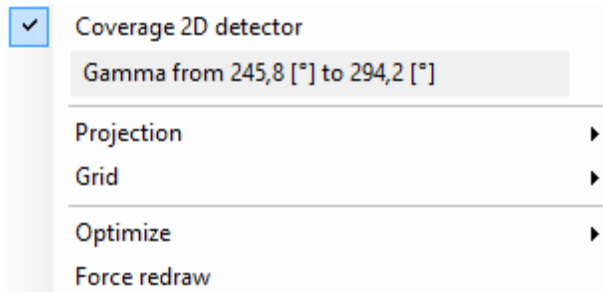 Coverage 2D detector
Gamma from 245,8 [°] to 294,2 [°]
Projection
Grid
Optimize
Force redraw